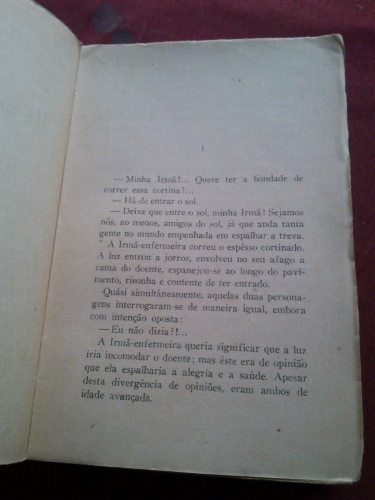 I
— Minha Irmã!... Quere ter a bondade de
correr essa cortina?...
— Há-de entrar o sol.
— Deixe que entre o sol, minha Irmã! Sejamos
nós, ao menos, amigos do sol, já que anda tanta
gente no mundo empenhada em espalhar a treva.
A Irmã-enfermeira correu o espêsso cortinado.
A luz entrou a jorros, envolveu no seu afago a
cama do doente, espanejou-se ao longo do pavi-
mento, risonha e contente de ter entrado.
Quási simultâneamente, aquelas duas persona-
gens interrogaram-se de maneira igual, embora
com intenção oposta:
— Eu não dizia?!...
A Irmã-enfermeira queria significar que a luz
iria incomodar o doente; mas êste era de opinião
que ela espalharia a alegria e a saúde. Apesar
desta divergência de opiniões, eram ambos de
idade avançada.